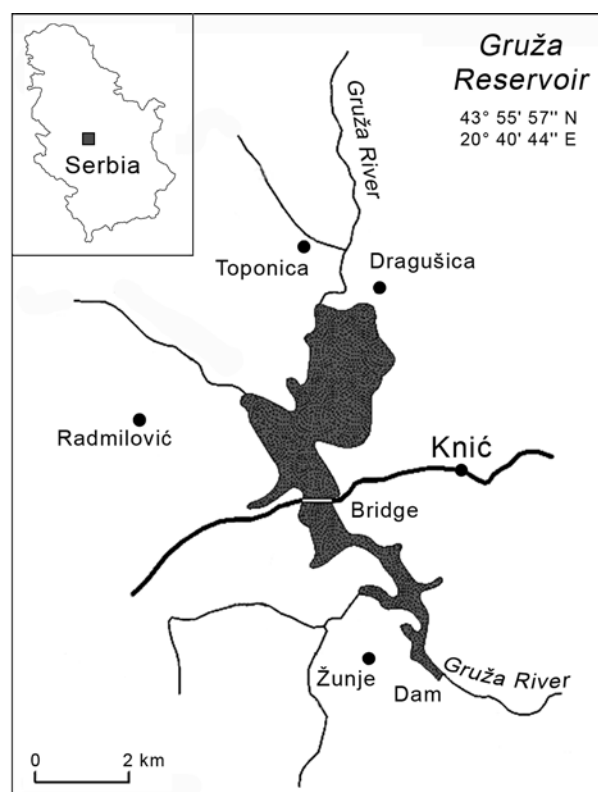 Gruža
Reservoir
43° 55' 57" N
20° 40' 44" E
Serbia
Gruža River
Toponica
Dragušica
Radmilović
Knić
Bridge
Žunje
Dam
Gruža River
0 2 km